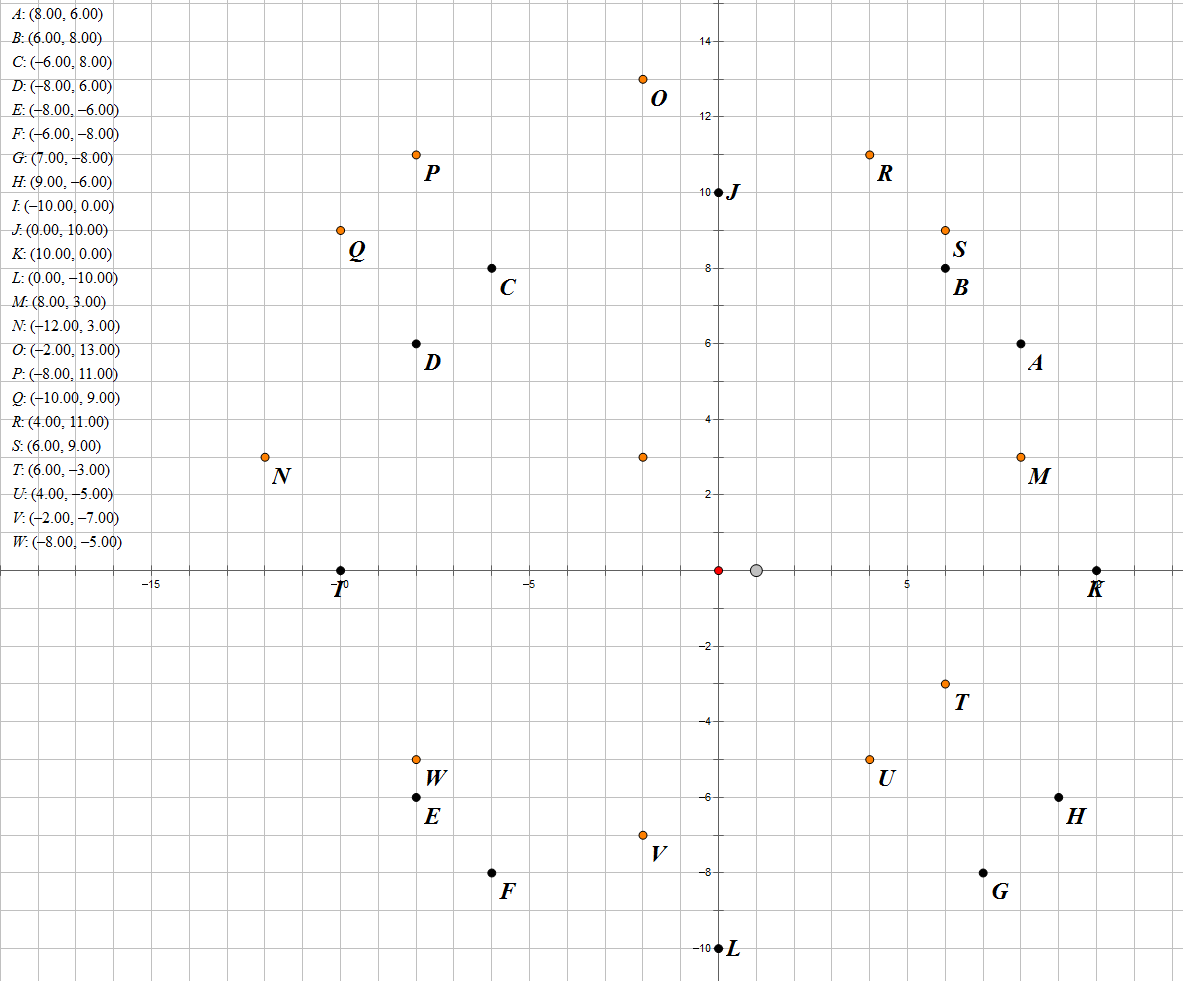 A: (8.00, 6.00)
B: (6.00, 8.00)
C: (–6.00, 8.00)
D: (–8.00, 6.00)
E: (–8.00, –6.00)
F: (–6.00, –8.00)
G: (7.00, –8.00)
H: (9.00, –6.00)
I: (–10.00, 0.00)
J: (0.00, 10.00)
K: (10.00, 0.00)
L: (0.00, –10.00)
M: (8.00, 3.00)
N: (–12.00, 3.00)
O: (–2.00, 13.00)
P: (–8.00, 11.00)
Q: (–10.00, 9.00)
R: (4.00, 11.00)
S: (6.00, 9.00)
T: (6.00, –3.00)
U: (4.00, –5.00)
V: (–2.00, –7.00)
W: (–8.00, –5.00)
14
O
12
P
R
10 J
Q
S
8
C
B
6
D
A
4
N
M
2
–15
–10
–5
5
10
I
K
–2
T
–4
W
U
–6
E
H
V
–8
F
G
–10 L